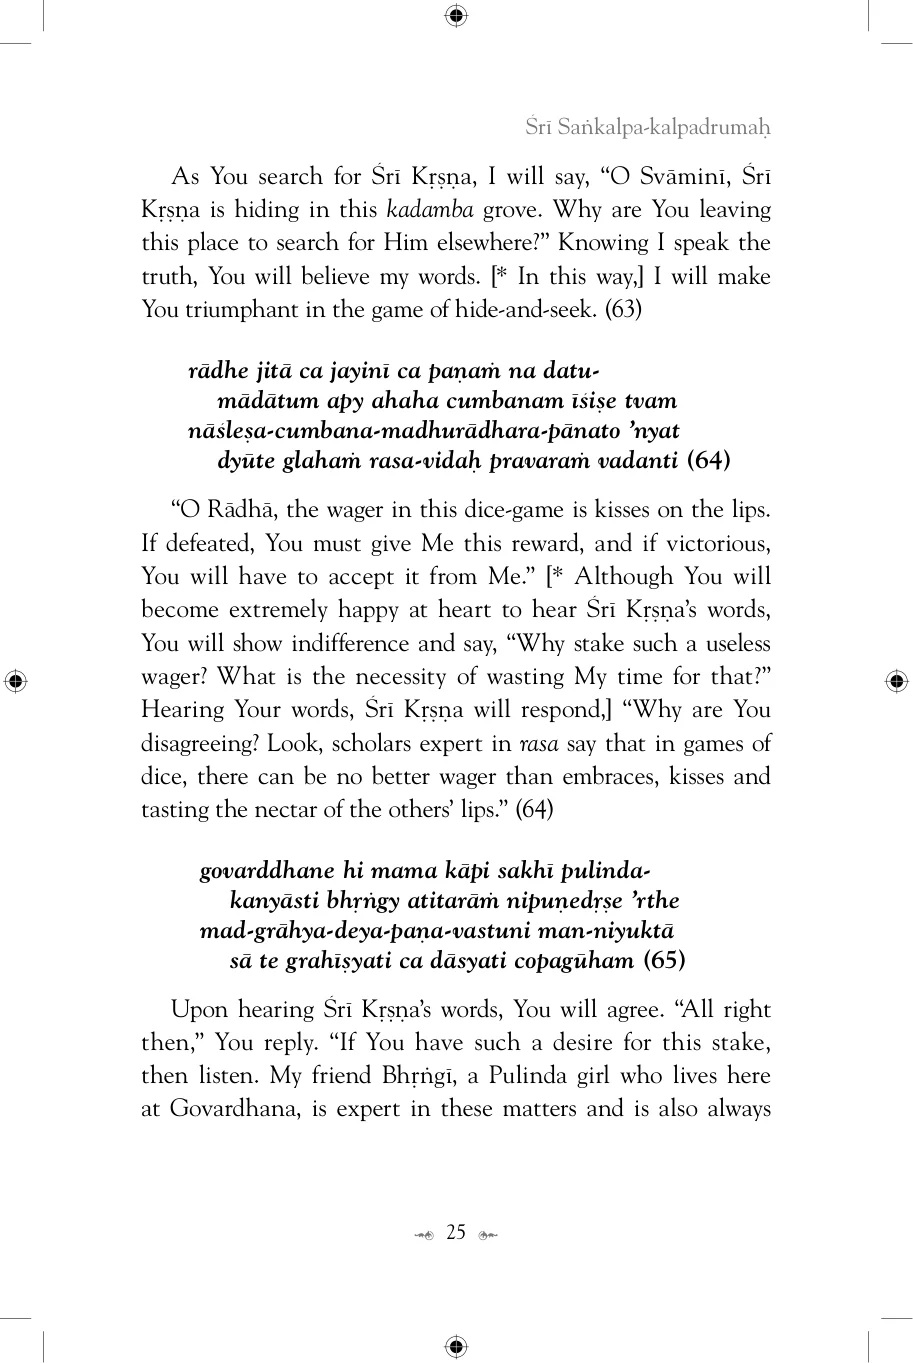 Śrī Saṅkalpa-kalpadrumaḥ
As You search for Śrī Kṛṣṇa, I will say, “O Svāminī, Śrī
Kṛṣṇa is hiding in this kadamba grove. Why are You leaving
this place to search for Him elsewhere?” Knowing I speak the
truth, You will believe my words. [* In this way,] I will make
You triumphant in the game of hide-and-seek. (63)
rādhe jitā ca jayinī ca paṇaṁ na datu-
mādātum apy ahaha cumbanam īśiṣe tvam
nāśleṣa-cumbana-madhurādhara-pānato ’nyat
dyūte glahaṁ rasa-vidaḥ pravaraṁ vadanti (64)
“O Rādhā, the wager in this dice-game is kisses on the lips.
If defeated, You must give Me this reward, and if victorious,
You will have to accept it from Me.” [* Although You will
become extremely happy at heart to hear Śrī Kṛṣṇa’s words,
You will show indifference and say, “Why stake such a useless
wager? What is the necessity of wasting My time for that?”
Hearing Your words, Śrī Kṛṣṇa will respond,] “Why are You
disagreeing? Look, scholars expert in rasa say that in games of
dice, there can be no better wager than embraces, kisses and
tasting the nectar of the others’ lips.” (64)
govarddhane hi mama kāpi sakhī pulinda-
kanyāsti bhṛṅgy atitarāṁ nipuṇedṛṣe ’rthe
mad-grāhya-deya-paṇa-vastuni man-niyuktā
sā te grahīṣyati ca dāsyati copagūham (65)
Upon hearing Śrī Kṛṣṇa’s words, You will agree. “All right
then,” You reply. “If You have such a desire for this stake,
then listen. My friend Bhṛṅgī, a Pulinda girl who lives here
at Govardhana, is expert in these matters and is also always
25